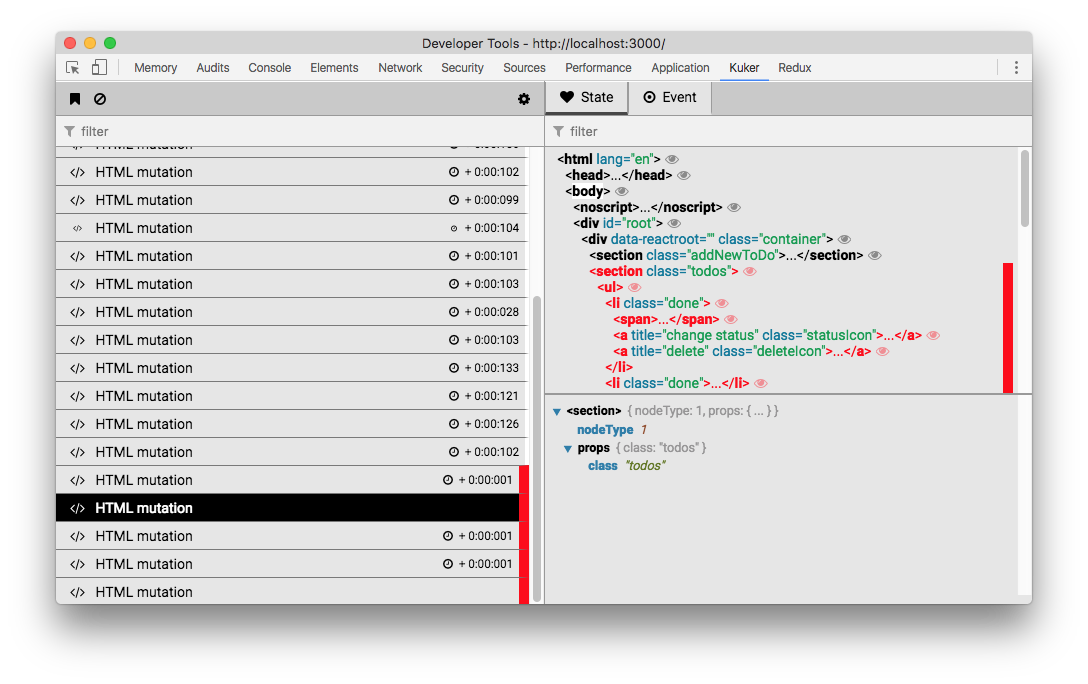 Developer Tools - http://localhost:3000/
Memory Audits Console Elements Network Security Sources Performance Application Kuker Redux
State Event
filter
HTML mutation
</> HTML mutation + 0:00:102
</> HTML mutation + 0:00:099
</> HTML mutation + 0:00:104
</> HTML mutation + 0:00:101
</> HTML mutation + 0:00:103
</> HTML mutation + 0:00:028
</> HTML mutation + 0:00:103
</> HTML mutation + 0:00:133
</> HTML mutation + 0:00:121
</> HTML mutation + 0:00:126
</> HTML mutation + 0:00:102
</> HTML mutation + 0:00:001
</> HTML mutation
</> HTML mutation + 0:00:001
</> HTML mutation + 0:00:001
</> HTML mutation
filter
<html lang="en">
<head>...</head>
<body>
<noscript>...</noscript>
<div id="root">
<div data-reactroot="" class="container">
<section class="addNewToDo">...</section>
<section class="todos">
<ul>
<li class="done">
<span>...</span>
<a title="change status" class="statusIcon">...</a>
<a title="delete" class="deleteIcon">...</a>
</li>
<li class="done">...</li>
<section> { nodeType: 1, props: { ... } }
nodeType 1
props { class: "todos" }
class "todos"